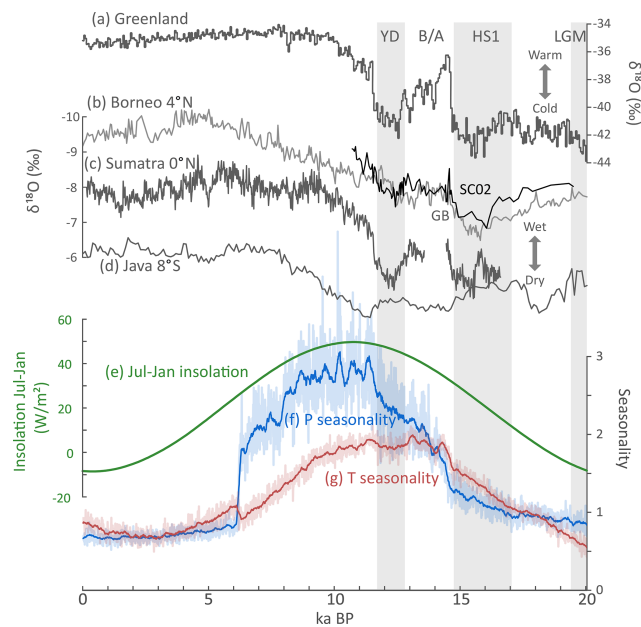 (a) Greenland
YD
B/A
HS1
LGM
-34
-36
-38
-40
-42
-44
δ¹⁸O (‰)
Warm
Cold
(b) Borneo 4°N
-10
-9
-8
-7
-6
δ¹⁸O (‰)
(c) Sumatra 0°N
SC02
GB
Wet
Dry
(d) Java 8°S
60
40
20
0
-20
Insolation Jul-Jan
(W/m²)
(e) Jul-Jan insolation
(f) P seasonality
(g) T seasonality
3
2
1
0
Seasonality
0
5
10
15
20
ka BP